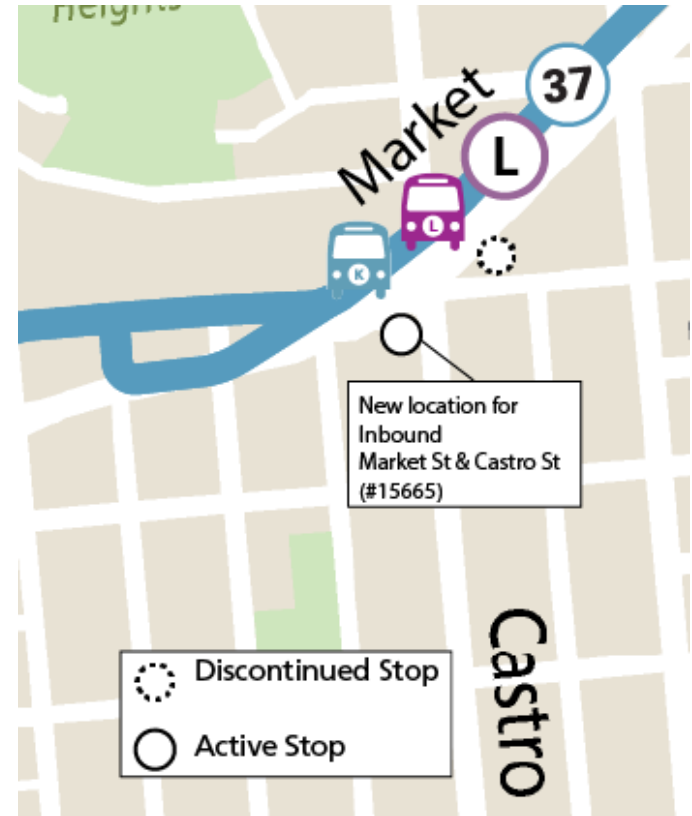 Heights
37
Market
L
L
K
New location for
Inbound
Market St & Castro St
(#15665)
Castro
Discontinued Stop
Active Stop